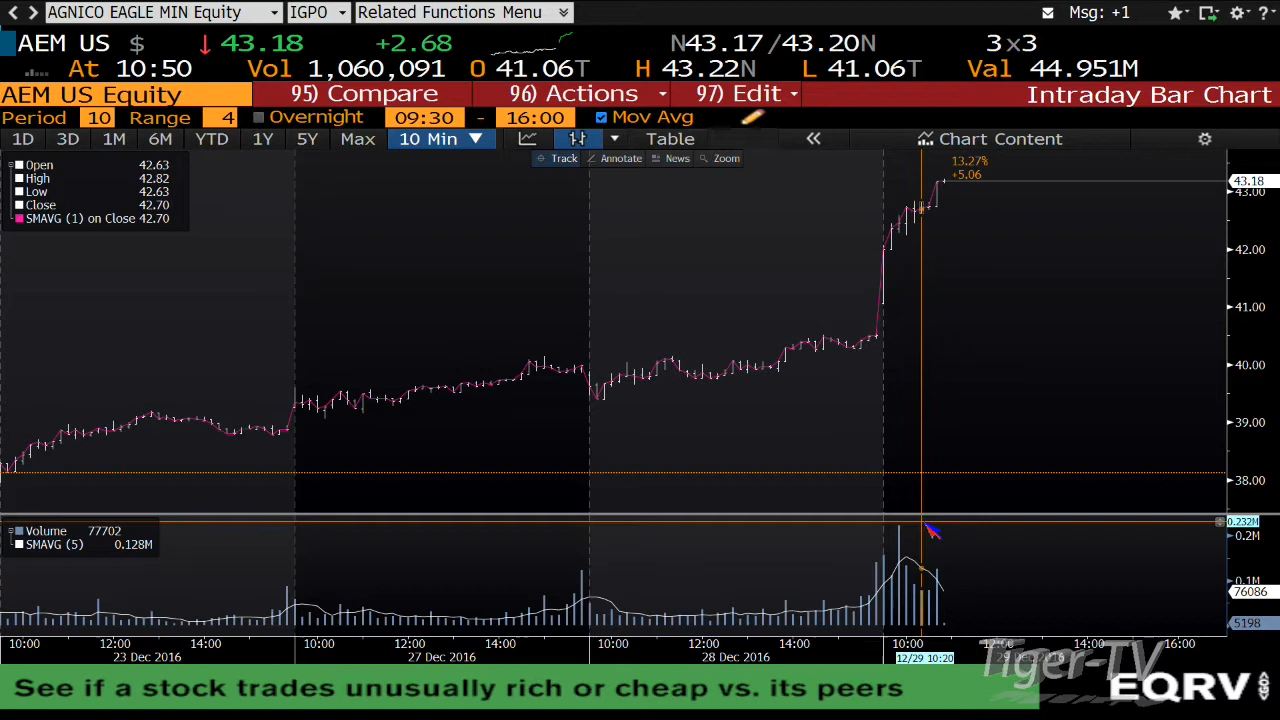 AGNICO EAGLE MIN Equity IGPO Related Functions Menu Msg: +1 ?
AEM US $ ↓ 43.18 +2.68 N43.17/43.20N 3x3
At 10:50 Vol 1,060,091 O 41.06T H 43.22N L 41.06T Val 44.951M
AEM US Equity 95) Compare 96) Actions 97) Edit Intraday Bar Chart
Period 10 Range 4 Overnight 09:30 - 16:00 Mov Avg
1D 3D 1M 6M YTD 1Y 5Y Max 10 Min ▼ Table « Chart Content
Track Annotate News Zoom
Open 42.63
High 42.82
Low 42.63
Close 42.70
SMAVG (1) on Close 42.70
13.27%
+5.06
43.18
43.00
42.00
41.00
40.00
39.00
38.00
Volume 77702
SMAVG (5) 0.128M
0.232M
0.2M
0.1M
76086
5198
10:00 12:00 14:00 10:00 12:00 14:00 10:00 12:00 14:00 10:00 12:00 14:00 16:00
23 Dec 2016 27 Dec 2016 28 Dec 2016 12/29 10:20 29 Dec 2016
Tiger-TV
See if a stock trades unusually rich or cheap vs. its peers
EQRV <GO>